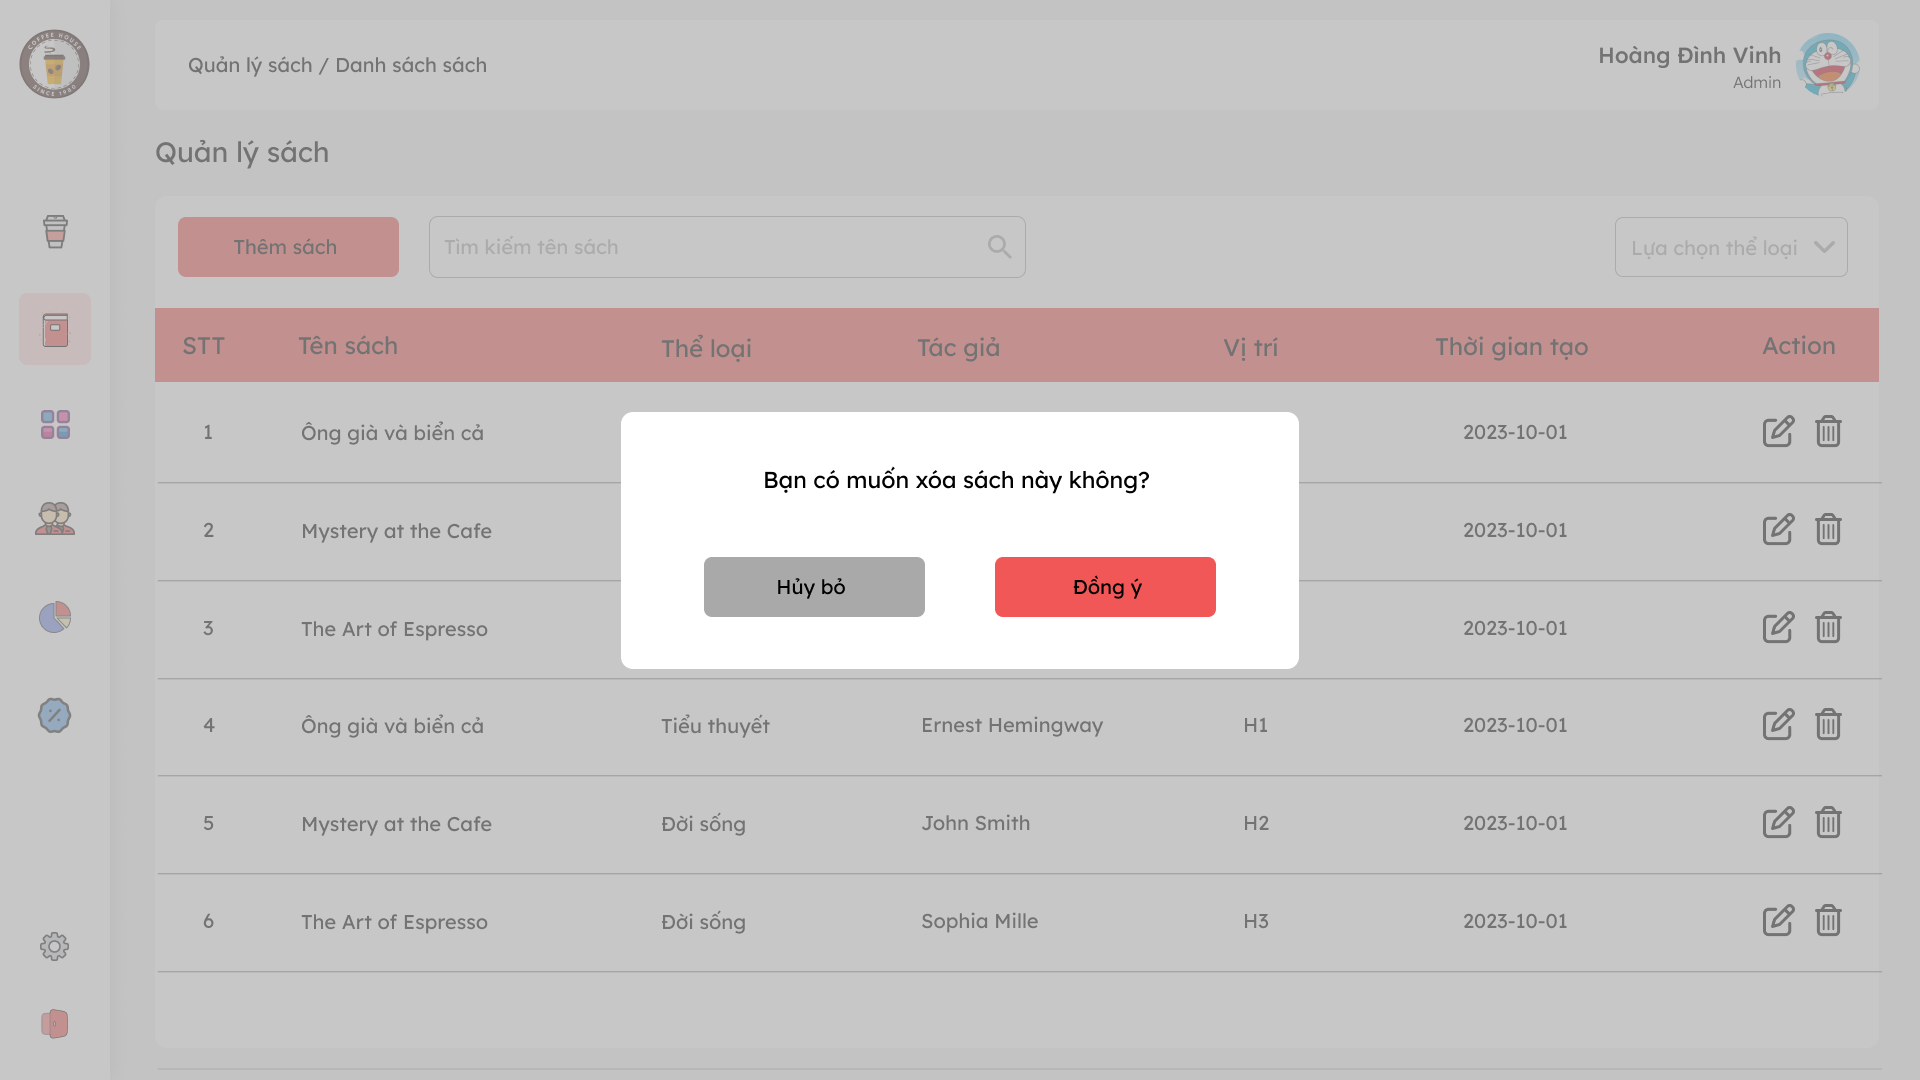 COFFEE HOUSE
SINCE 1980
Quản lý sách / Danh sách sách
Hoàng Đình Vinh
Admin
Quản lý sách
Thêm sách
Tìm kiếm tên sách
Lựa chọn thể loại
STT Tên sách Thể loại Tác giả Vị trí Thời gian tạo Action
1 Ông già và biển cả 2023-10-01
2 Mystery at the Cafe 2023-10-01
3 The Art of Espresso 2023-10-01
Bạn có muốn xóa sách này không?
Hủy bỏ
Đồng ý
4 Ông già và biển cả Tiểu thuyết Ernest Hemingway H1 2023-10-01
5 Mystery at the Cafe Đời sống John Smith H2 2023-10-01
6 The Art of Espresso Đời sống Sophia Mille H3 2023-10-01